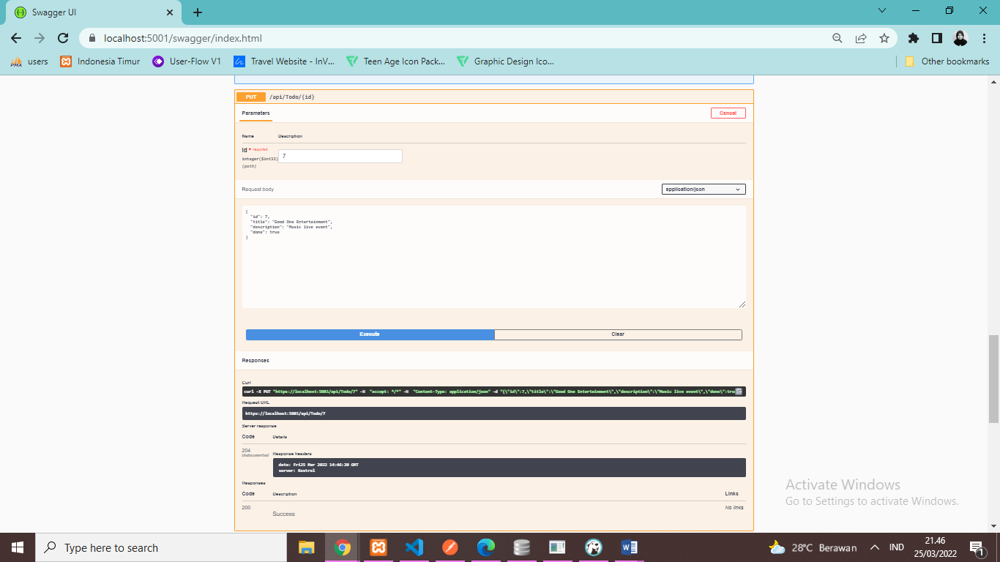 Swagger UI
localhost:5001/swagger/index.html
users
Indonesia Timur
User-Flow V1
Travel Website - InV...
Teen Age Icon Pack...
Graphic Design Ico...
Other bookmarks
PUT /api/Todo/{id}
Parameters
Cancel
Name Description
id * required
integer($int32)
(path)
7
Request body
application/json
{
"id": 7,
"title": "Good One Entertainment",
"description": "Music live event",
"done": true
}
Execute
Clear
Responses
Curl
curl -X PUT "https://localhost:5001/api/Todo/7" -H "accept: */*" -H "Content-Type: application/json" -d "{\"id\":7,\"title\":\"Good One Entertainment\",\"description\":\"Music live event\",\"done\":tru
Request URL
https://localhost:5001/api/Todo/7
Server response
Code Details
204
Undocumented
Response headers
date: Fri25 Mar 2022 14:46:20 GMT
server: Kestrel
Responses
Code Description Links
200
Success
No links
Activate Windows
Go to Settings to activate Windows.
Type here to search
28°C Berawan
IND
21.46
25/03/2022
1